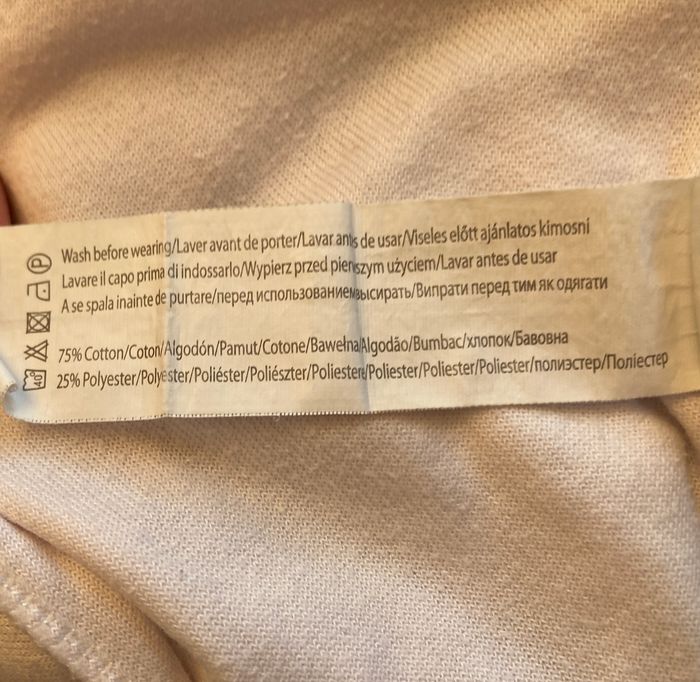 Wash before wearing/Laver avant de porter/Lavar antes de usar/Viseles előtt ajánlatos kimosni
Lavare il capo prima di indossarlo/Wypierz przed pierwszym użyciem/Lavar antes de usar
A se spala inainte de purtare/перед использованием высирать/Випрати перед тим як одягати
75% Cotton/Coton/Algodón/Pamut/Cotone/Bawełna/Algodão/Bumbac/хлопок/Бавовна
25% Polyester/Polyester/Poliéster/Poliészter/Poliestere/Poliester/Poliester/Poliester/полиэстер/Поліестер
P
40°